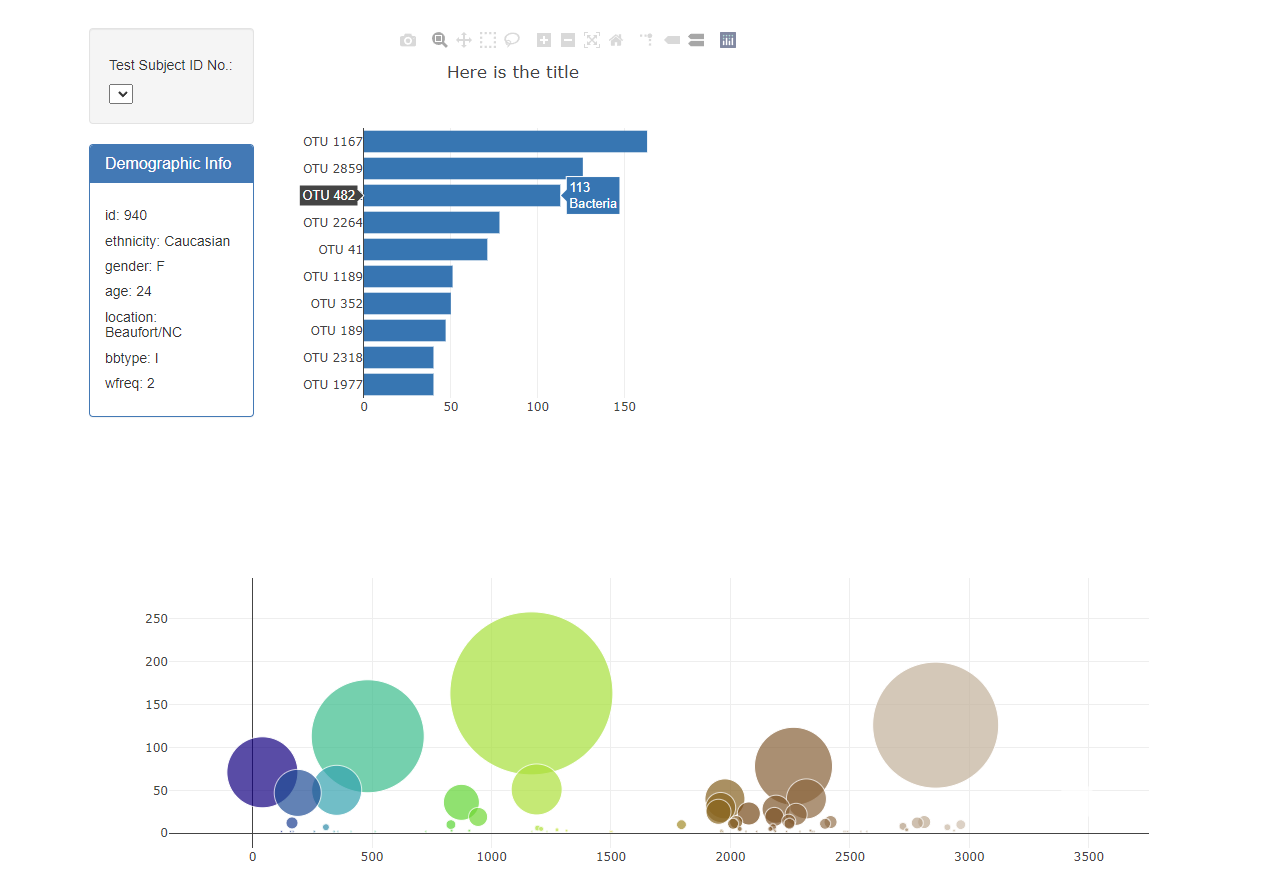 Test Subject ID No.:
Demographic Info
id: 940
ethnicity: Caucasian
gender: F
age: 24
location:
Beaufort/NC
bbtype: I
wfreq: 2
Here is the title
OTU 1167
OTU 2859
OTU 482
113
Bacteria
OTU 2264
OTU 41
OTU 1189
OTU 352
OTU 189
OTU 2318
OTU 1977
0 50 100 150
250
200
150
100
50
0
0 500 1000 1500 2000 2500 3000 3500